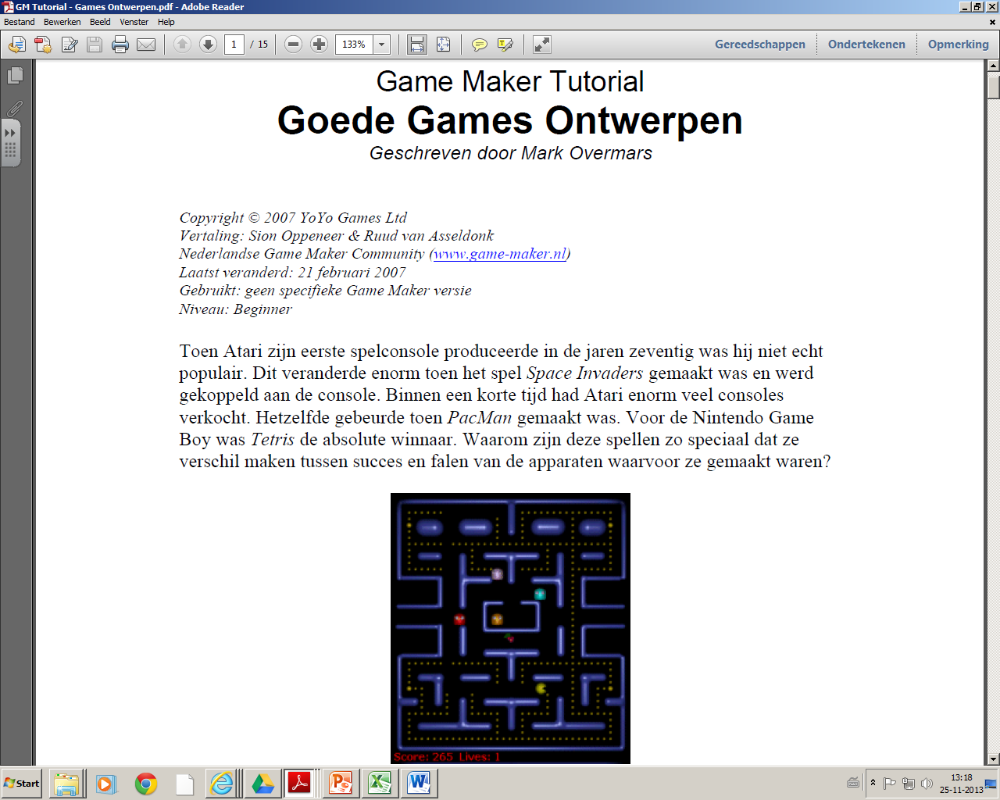 GM Tutorial - Games Ontwerpen.pdf - Adobe Reader
Bestand Bewerken Beeld Venster Help
1 / 15 133% Gereedschappen Ondertekenen Opmerking
Game Maker Tutorial
Goede Games Ontwerpen
Geschreven door Mark Overmars
Copyright © 2007 YoYo Games Ltd
Vertaling: Sion Oppeneer & Ruud van Asseldonk
Nederlandse Game Maker Community (www.game-maker.nl)
Laatst veranderd: 21 februari 2007
Gebruikt: geen specifieke Game Maker versie
Niveau: Beginner
Toen Atari zijn eerste spelconsole produceerde in de jaren zeventig was hij niet echt
populair. Dit veranderde enorm toen het spel Space Invaders gemaakt was en werd
gekoppeld aan de console. Binnen een korte tijd had Atari enorm veel consoles
verkocht. Hetzelfde gebeurde toen PacMan gemaakt was. Voor de Nintendo Game
Boy was Tetris de absolute winnaar. Waarom zijn deze spellen zo speciaal dat ze
verschil maken tussen succes en falen van de apparaten waarvoor ze gemaakt waren?
Score: 265 Lives: 1
Start
13:18
25-11-2013